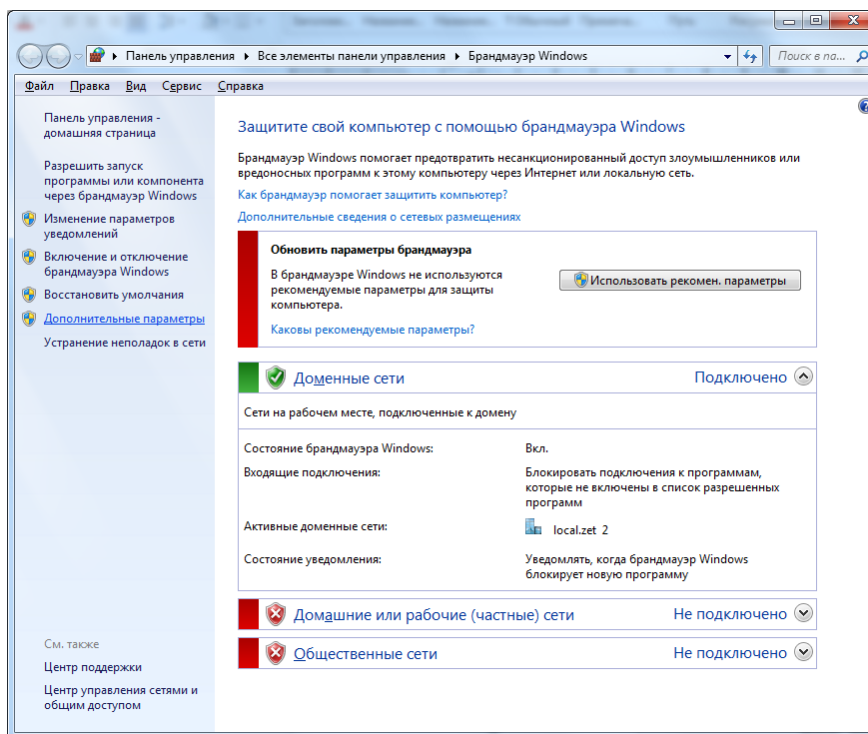 Панель управления ▸ Все элементы панели управления ▸ Брандмауэр Windows
Поиск в па...
Файл Правка Вид Сервис Справка
Панель управления -
домашняя страница
Разрешить запуск
программы или компонента
через брандмауэр Windows
Изменение параметров
уведомлений
Включение и отключение
брандмауэра Windows
Восстановить умолчания
Дополнительные параметры
Устранение неполадок в сети
См. также
Центр поддержки
Центр управления сетями и
общим доступом
Защитите свой компьютер с помощью брандмауэра Windows
Брандмауэр Windows помогает предотвратить несанкционированный доступ злоумышленников или
вредоносных программ к этому компьютеру через Интернет или локальную сеть.
Как брандмауэр помогает защитить компьютер?
Дополнительные сведения о сетевых размещениях
Обновить параметры брандмауэра
В брандмауэре Windows не используются
рекомендуемые параметры для защиты
компьютера.
Использовать рекомен. параметры
Каковы рекомендуемые параметры?
Доменные сети Подключено
Сети на рабочем месте, подключенные к домену
Состояние брандмауэра Windows: Вкл.
Входящие подключения: Блокировать подключения к программам,
которые не включены в список разрешенных
программ
Активные доменные сети: local.zet 2
Состояние уведомления: Уведомлять, когда брандмауэр Windows
блокирует новую программу
Домашние или рабочие (частные) сети Не подключено
Общественные сети Не подключено